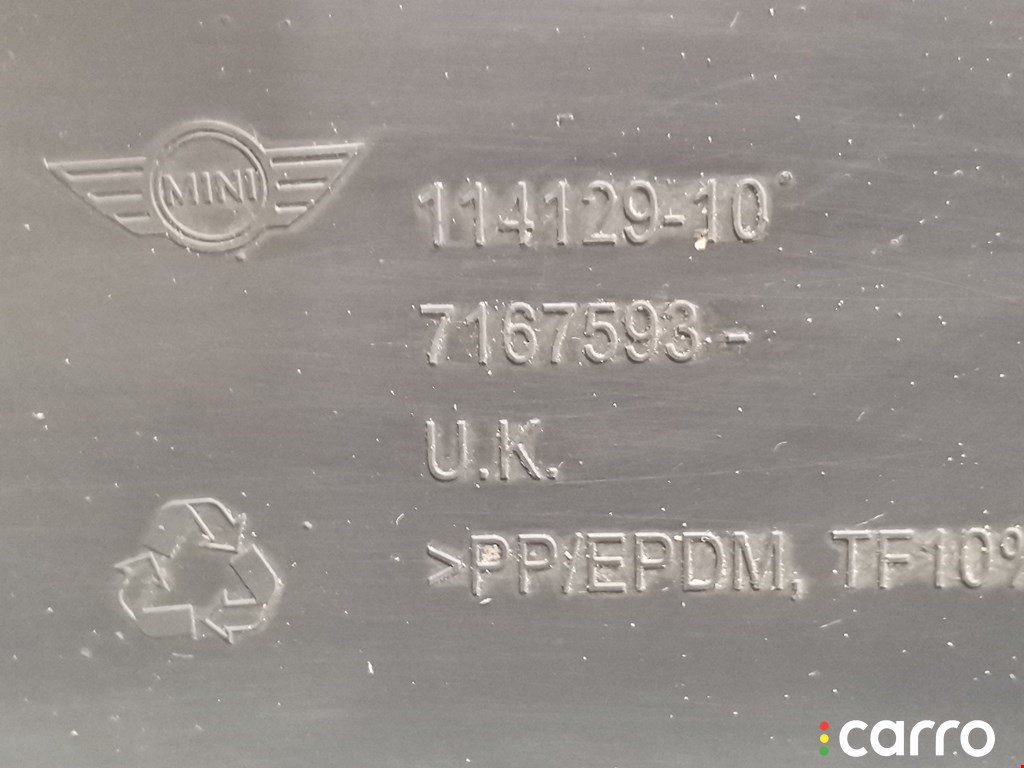 MINI
114129-10
7167593-
U.K.
>PP/EPDM, TF10%
carro